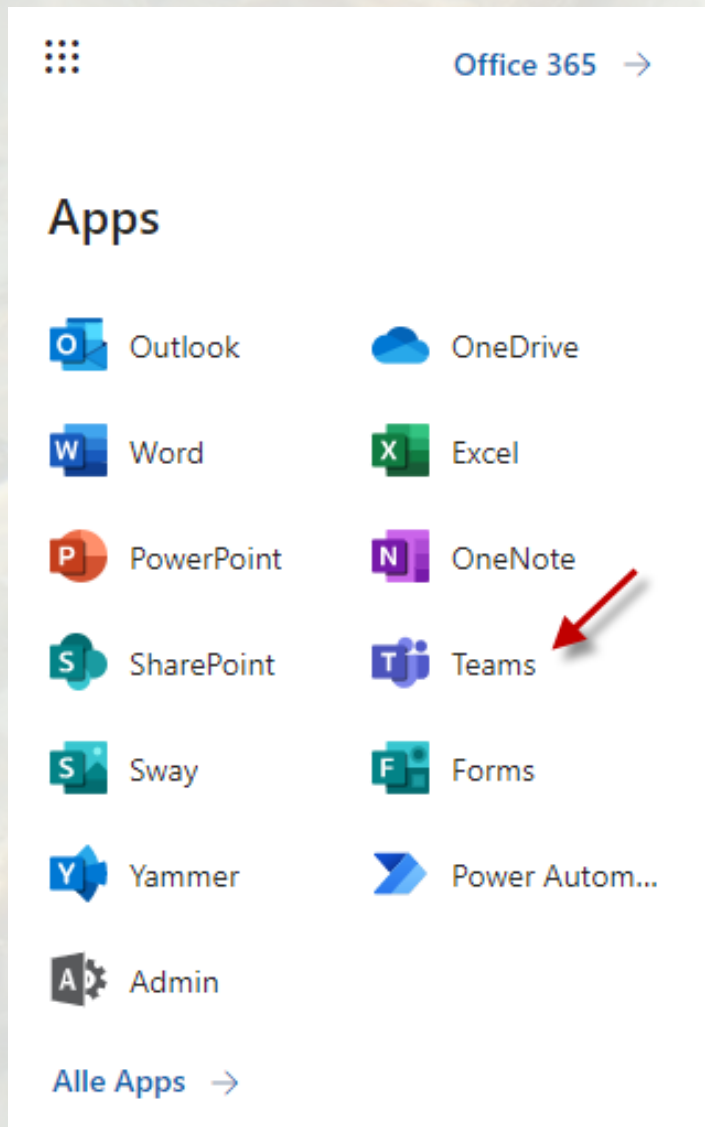 Office 365 →
Apps
Outlook
OneDrive
Word
Excel
PowerPoint
OneNote
SharePoint
Teams
Sway
Forms
Yammer
Power Autom...
Admin
Alle Apps →